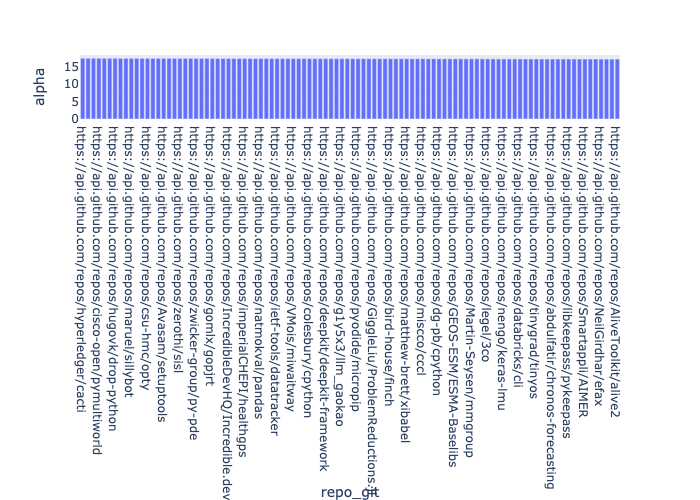 alpha
15
10
5
0
https://api.github.com/repos/hyperledger/cacti
https://api.github.com/repos/cisco-open/pymultiworld
https://api.github.com/repos/hugovk/drop-python
https://api.github.com/repos/maruel/sillybot
https://api.github.com/repos/csu-hmc/opty
https://api.github.com/repos/Avasam/setuptools
https://api.github.com/repos/zerothi/sisl
https://api.github.com/repos/zwicker-group/py-pde
https://api.github.com/repos/gomlx/gopjrt
https://api.github.com/repos/IncredibleDevHQ/Incredible.dev
https://api.github.com/repos/imperialCHEPI/healthgps
https://api.github.com/repos/natmokval/pandas
https://api.github.com/repos/ietf-tools/datatracker
https://api.github.com/repos/VMois/miwaitway
https://api.github.com/repos/colesbury/cpython
https://api.github.com/repos/deepkit/deepkit-framework
https://api.github.com/repos/g1y5x3/llm_gaokao
https://api.github.com/repos/pyodide/micropip
https://api.github.com/repos/GiggleLiu/ProblemReductions.jl
https://api.github.com/repos/bird-house/finch
https://api.github.com/repos/matthew-brett/xibabel
https://api.github.com/repos/miscco/cccl
https://api.github.com/repos/dg-pb/cpython
https://api.github.com/repos/GEOS-ESM/ESMA-Baselibs
https://api.github.com/repos/Martin-Seysen/mmgroup
https://api.github.com/repos/legel/3co
https://api.github.com/repos/nengo/keras-lmu
https://api.github.com/repos/databricks/cli
https://api.github.com/repos/tinygrad/tinyos
https://api.github.com/repos/abdulfatir/chronos-forecasting
https://api.github.com/repos/libkeepass/pykeepass
https://api.github.com/repos/Smartappli/AIMER
https://api.github.com/repos/NeilGirdhar/efax
https://api.github.com/repos/AliveToolkit/alive2
repo_git